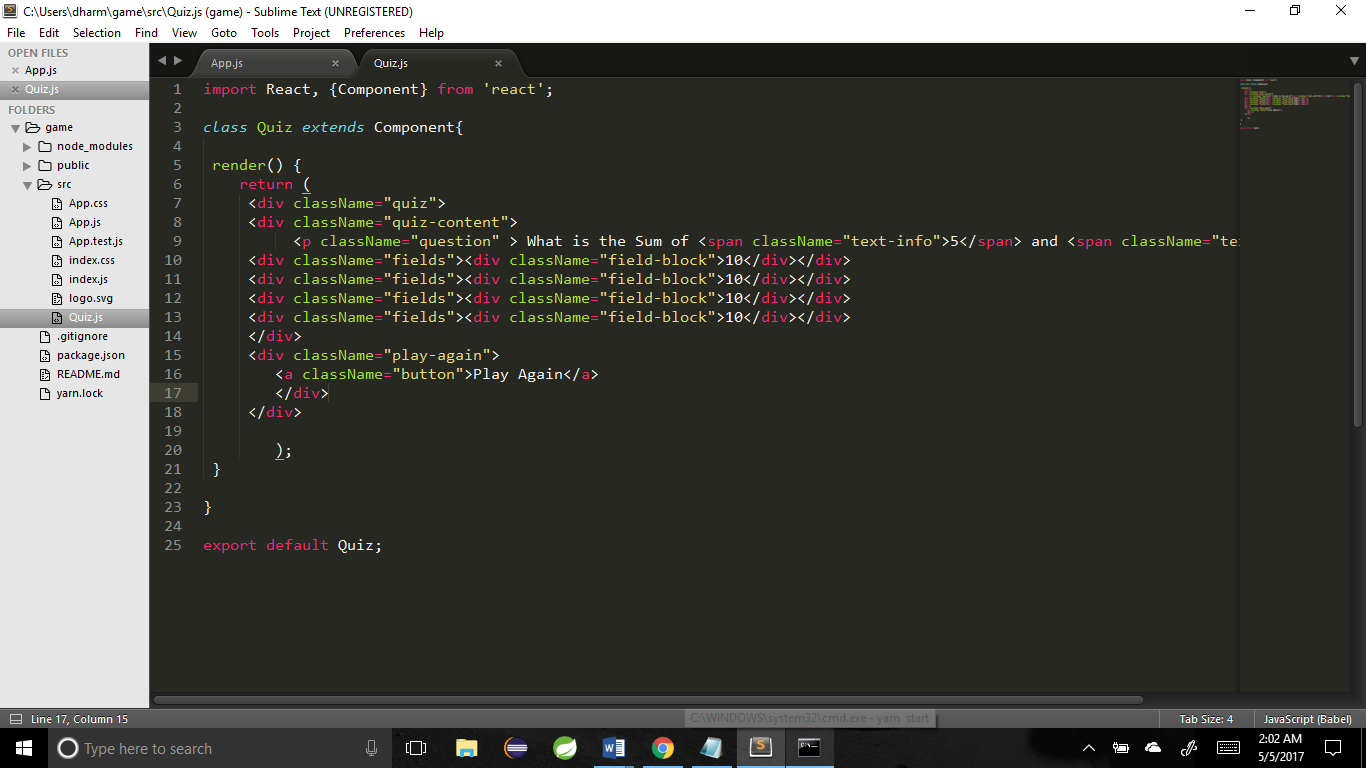 C:\Users\dharm\game\src\Quiz.js (game) - Sublime Text (UNREGISTERED)
File Edit Selection Find View Goto Tools Project Preferences Help
OPEN FILES
App.js
Quiz.js
FOLDERS
game
node_modules
public
src
App.css
App.js
App.test.js
index.css
index.js
logo.svg
Quiz.js
.gitignore
package.json
README.md
yarn.lock
App.js Quiz.js
1 import React, {Component} from 'react';
2
3 class Quiz extends Component{
4
5 render() {
6 return (
7 <div className="quiz">
8 <div className="quiz-content">
9 <p className="question" > What is the Sum of <span className="text-info">5</span> and <span className="te
10 <div className="fields"><div className="field-block">10</div></div>
11 <div className="fields"><div className="field-block">10</div></div>
12 <div className="fields"><div className="field-block">10</div></div>
13 <div className="fields"><div className="field-block">10</div></div>
14 </div>
15 <div className="play-again">
16 <a className="button">Play Again</a>
17 </div>
18 </div>
19
20 );
21 }
22
23 }
24
25 export default Quiz;
Line 17, Column 15
C:\WINDOWS\system32\cmd.exe - yarn start
Tab Size: 4 JavaScript (Babel)
Type here to search
2:02 AM
5/5/2017